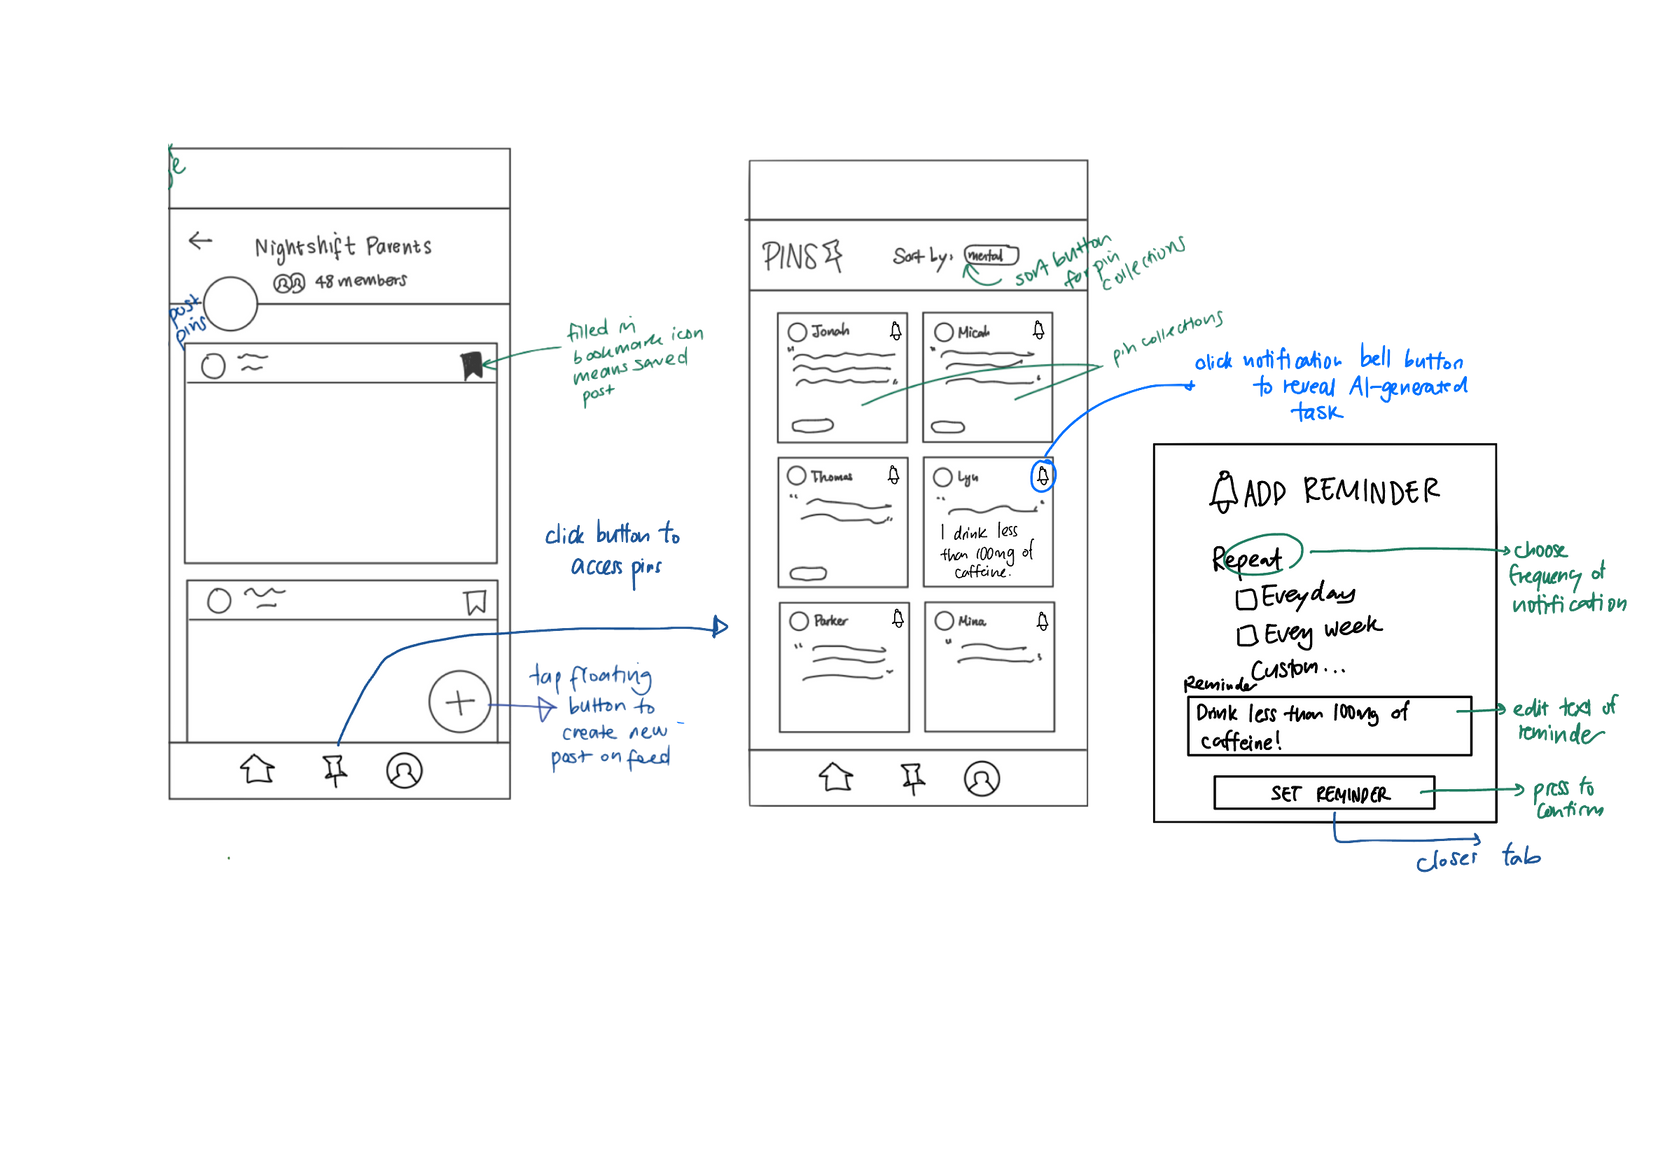 Nightshift Parents
48 members
post
pins
filled in
bookmark icon
means saved
post
click button to
access pins
tap floating
button to
create new
post on feed
PINS
Sort by: mental
sort button
for pin
collections
Jonah
Micah
pin collections
Thomas
Lyu
I drink less
than 100mg of
caffeine.
Parker
Mina
click notification bell button
to reveal AI-generated
task
ADD REMINDER
Repeat
Everyday
Every week
Custom...
choose
frequency of
notification
Reminder
Drink less than 100mg of
caffeine!
edit text of
reminder
SET REMINDER
press to
confirm
closer tab